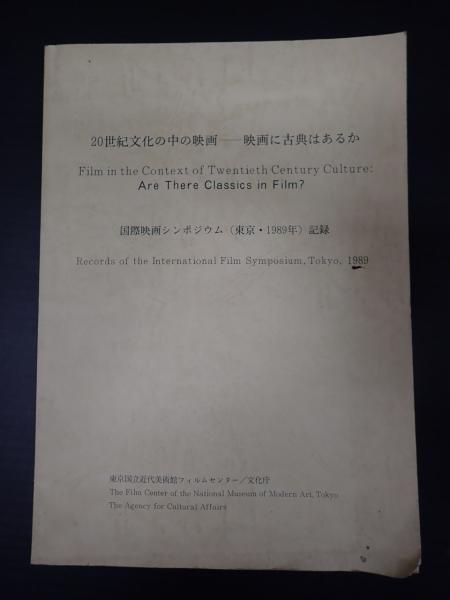 20世紀文化の中の映画——映画に古典はあるか
Film in the Context of Twentieth Century Culture:
Are There Classics in Film?
国際映画シンポジウム（東京・1989年）記録
Records of the International Film Symposium, Tokyo, 1989
東京国立近代美術館フィルムセンター／文化庁
The Film Center of the National Museum of Modern Art, Tokyo
The Agency for Cultural Affairs